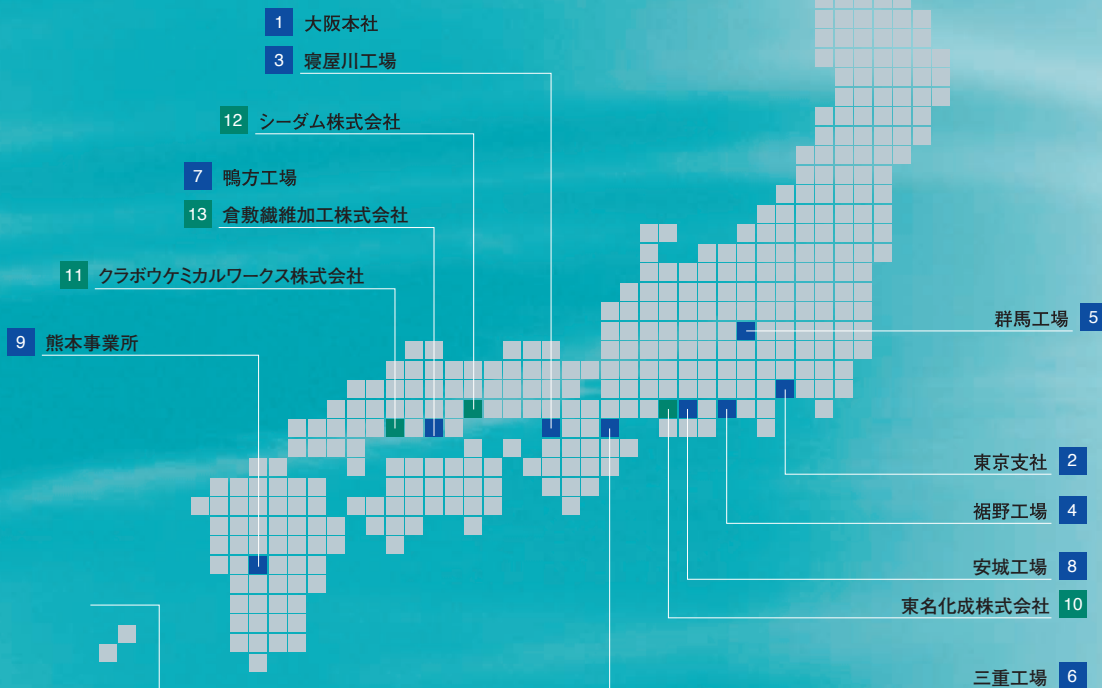 1 大阪本社
3 寝屋川工場
12 シーダム株式会社
7 鴨方工場
13 倉敷繊維加工株式会社
11 クラボウケミカルワークス株式会社
9 熊本事業所
群馬工場 5
東京支社 2
裾野工場 4
安城工場 8
東名化成株式会社 10
三重工場 6